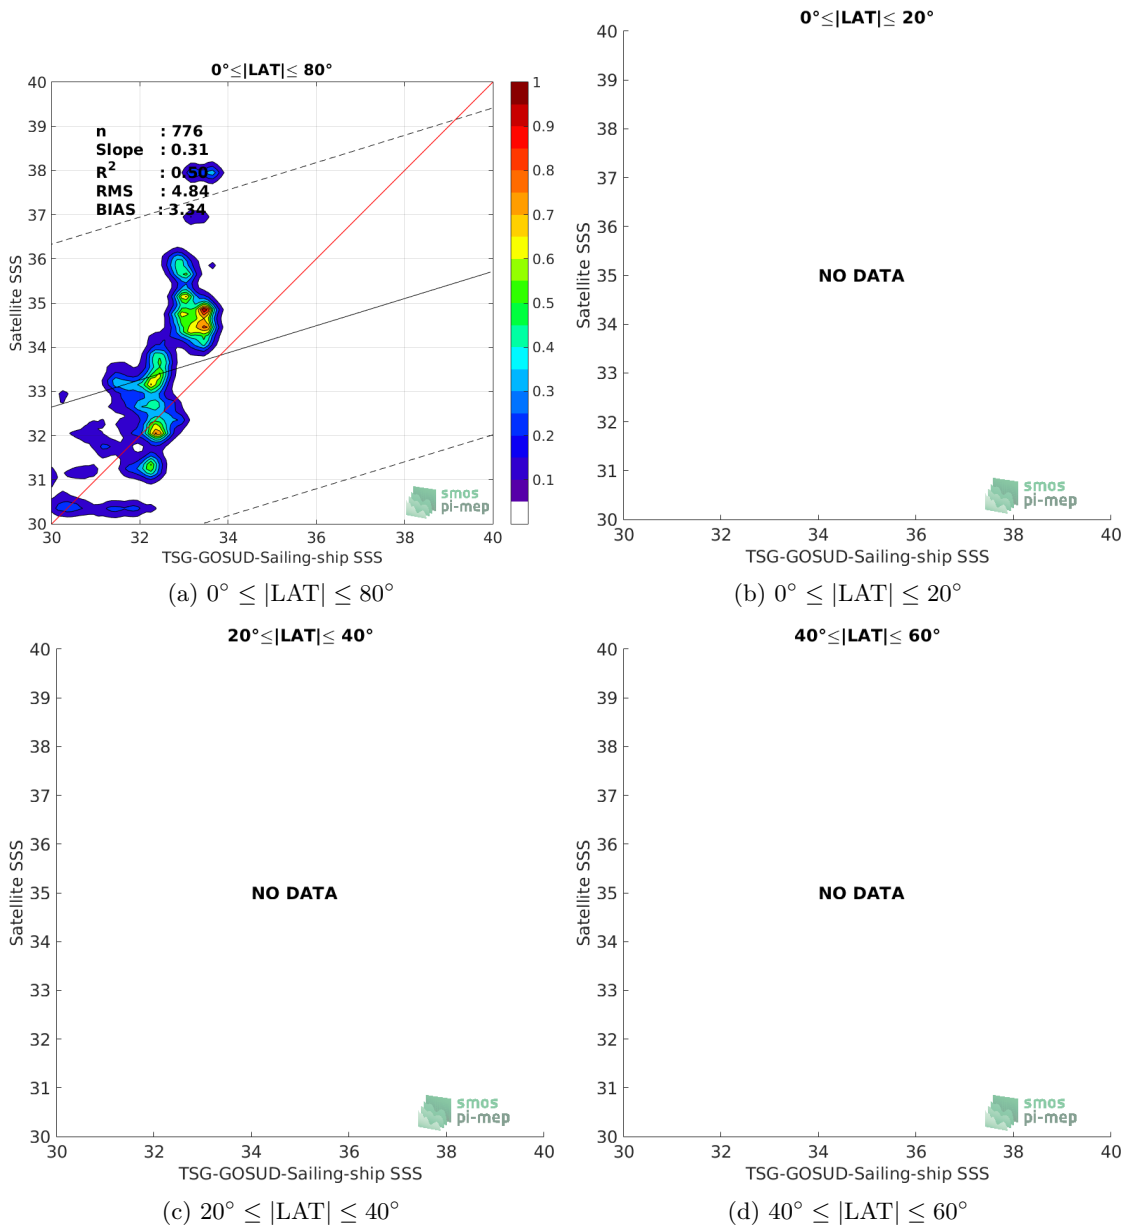 0°≤|LAT|≤ 80°
40
39
38
37
36
35
34
33
32
31
30
Satellite SSS
n : 776
Slope : 0.31
R² : 0.50
RMS : 4.84
BIAS : 3.34
1
0.9
0.8
0.7
0.6
0.5
0.4
0.3
0.2
0.1
smos
pi-mep
30 32 34 36 38 40
TSG-GOSUD-Sailing-ship SSS
(a) 0° ≤ |LAT| ≤ 80°
0°≤|LAT|≤ 20°
40
39
38
37
36
35
34
33
32
31
30
Satellite SSS
NO DATA
smos
pi-mep
30 32 34 36 38 40
TSG-GOSUD-Sailing-ship SSS
(b) 0° ≤ |LAT| ≤ 20°
20°≤|LAT|≤ 40°
40
39
38
37
36
35
34
33
32
31
30
Satellite SSS
NO DATA
smos
pi-mep
30 32 34 36 38 40
TSG-GOSUD-Sailing-ship SSS
(c) 20° ≤ |LAT| ≤ 40°
40°≤|LAT|≤ 60°
40
39
38
37
36
35
34
33
32
31
30
Satellite SSS
NO DATA
smos
pi-mep
30 32 34 36 38 40
TSG-GOSUD-Sailing-ship SSS
(d) 40° ≤ |LAT| ≤ 60°